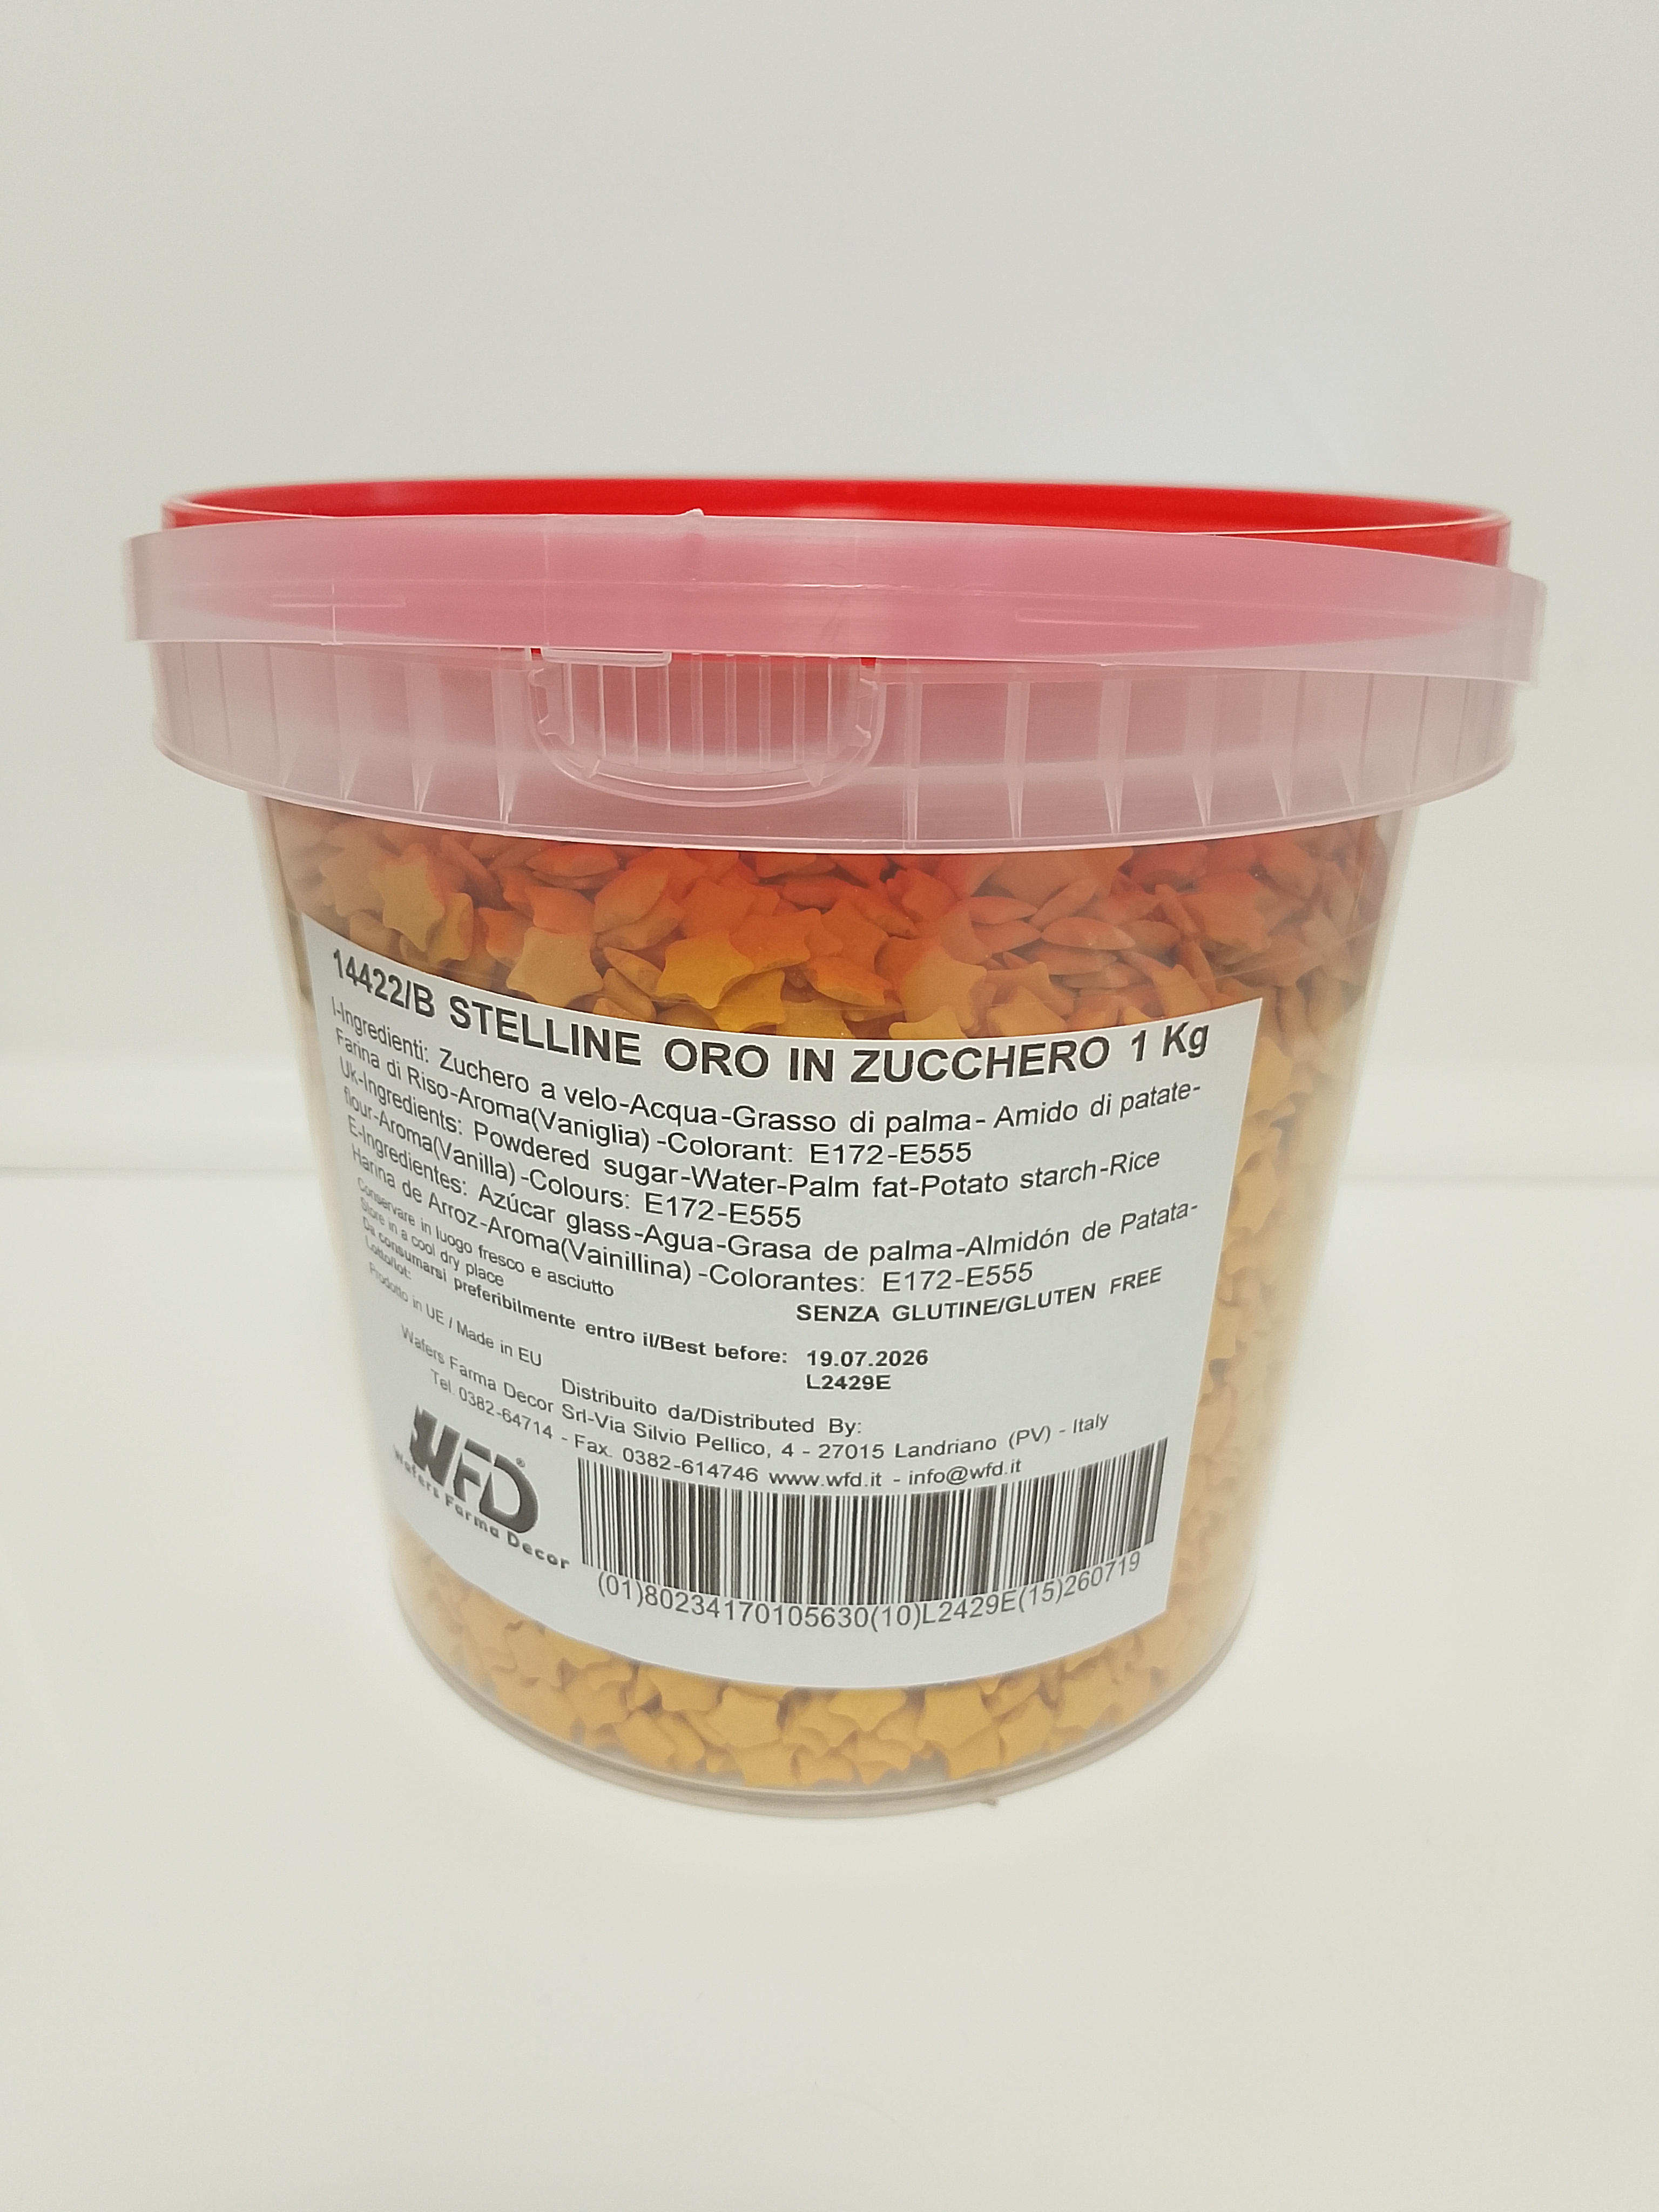 14422/B STELLINE ORO IN ZUCCHERO 1 Kg
I-Ingredienti: Zuchero a velo-Acqua-Grasso di palma- Amido di patate-
Farina di Riso-Aroma(Vaniglia) -Colorant: E172-E555
Uk-Ingredients: Powdered sugar-Water-Palm fat-Potato starch-Rice
flour-Aroma(Vanilla) -Colours: E172-E555
E-Ingredientes: Azúcar glass-Agua-Grasa de palma-Almidón de Patata-
Harina de Arroz-Aroma(Vainillina) -Colorantes: E172-E555
Conservare in luogo fresco e asciutto
Store in a cool dry place
SENZA GLUTINE/GLUTEN FREE
Da consumarsi preferibilmente entro il/Best before: 19.07.2026
Lotto/lot: L2429E
Prodotto in UE / Made in EU
Distribuito da/Distributed By:
Wafers Farma Decor Srl-Via Silvio Pellico, 4 - 27015 Landriano (PV) - Italy
Tel. 0382-64714 - Fax. 0382-614746 www.wfd.it - info@wfd.it
WFD®
Wafers Farma Decor
(01)80234170105630(10)L2429E(15)260719